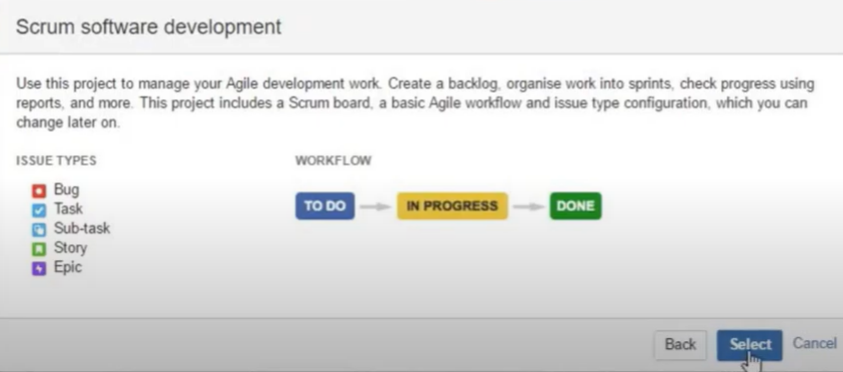 Scrum software development
Use this project to manage your Agile development work. Create a backlog, organise work into sprints, check progress using
reports, and more. This project includes a Scrum board, a basic Agile workflow and issue type configuration, which you can
change later on.
ISSUE TYPES
WORKFLOW
Bug
Task
Sub-task
Story
Epic
TO DO
IN PROGRESS
DONE
Back
Select
Cancel